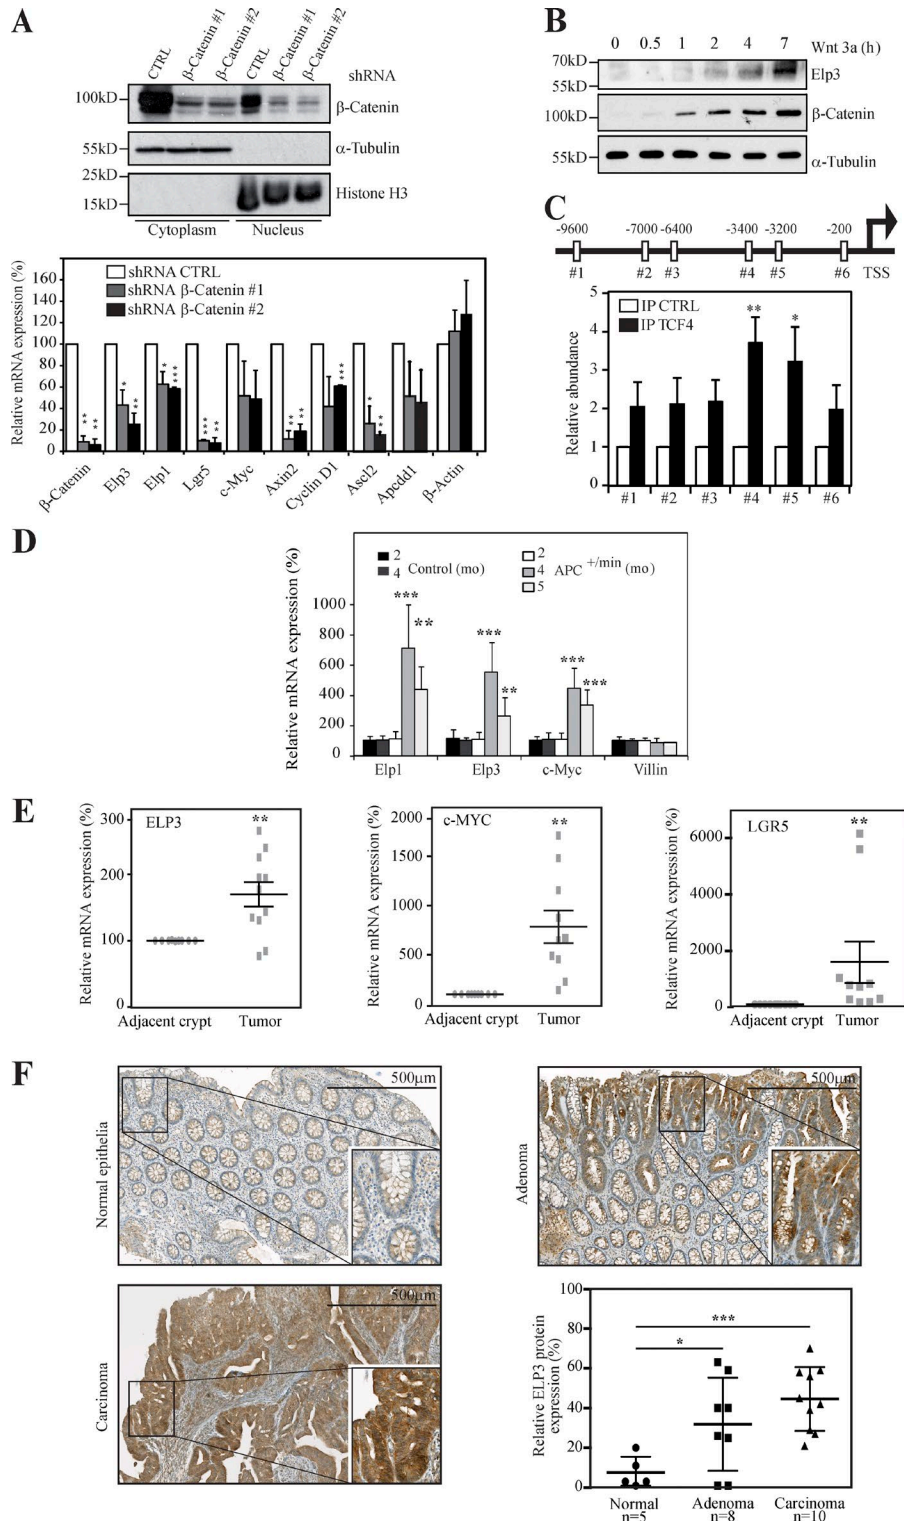 A
CTRL
β-Catenin #1
β-Catenin #2
CTRL
β-Catenin #1
β-Catenin #2
shRNA
100kD
β-Catenin
55kD
α-Tubulin
25kD
15kD
Histone H3
Cytoplasm
Nucleus
Relative mRNA expression (%)
160
140
120
100
80
60
40
20
0
shRNA CTRL
shRNA β-Catenin #1
shRNA β-Catenin #2
** ** * ** * *** *** ** ** ** *** * **
β-Catenin
Elp3
Elp1
Lgr5
c-Myc
Axin2
Cyclin D1
Ascl2
Apcdd1
β-Actin
B
0 0.5 1 2 4 7 Wnt 3a (h)
70kD
55kD
Elp3
100kD
β-Catenin
55kD
α-Tubulin
C
-9600 -7000 -6400 -3400 -3200 -200
#1 #2 #3 #4 #5 #6 TSS
Relative abundance
5
4
3
2
1
0
IP CTRL
IP TCF4
** *
#1 #2 #3 #4 #5 #6
D
Relative mRNA expression (%)
1000
800
600
400
200
0
2
4 Control (mo)
2
4 APC +/min (mo)
5
*** ** *** ** *** ***
Elp1 Elp3 c-Myc Villin
E
Relative mRNA expression (%)
300
200
100
0
ELP3
**
Adjacent crypt Tumor
Relative mRNA expression (%)
2000
1500
1000
500
0
c-MYC
**
Adjacent crypt Tumor
Relative mRNA expression (%)
6000
4000
2000
0
LGR5
**
Adjacent crypt Tumor
F
Normal epithelia
500μm
Adenoma
500μm
Carcinoma
500μm
Relative ELP3 protein
expression (%)
100
80
60
40
20
0
***
*
Normal Adenoma Carcinoma
n=5 n=8 n=10